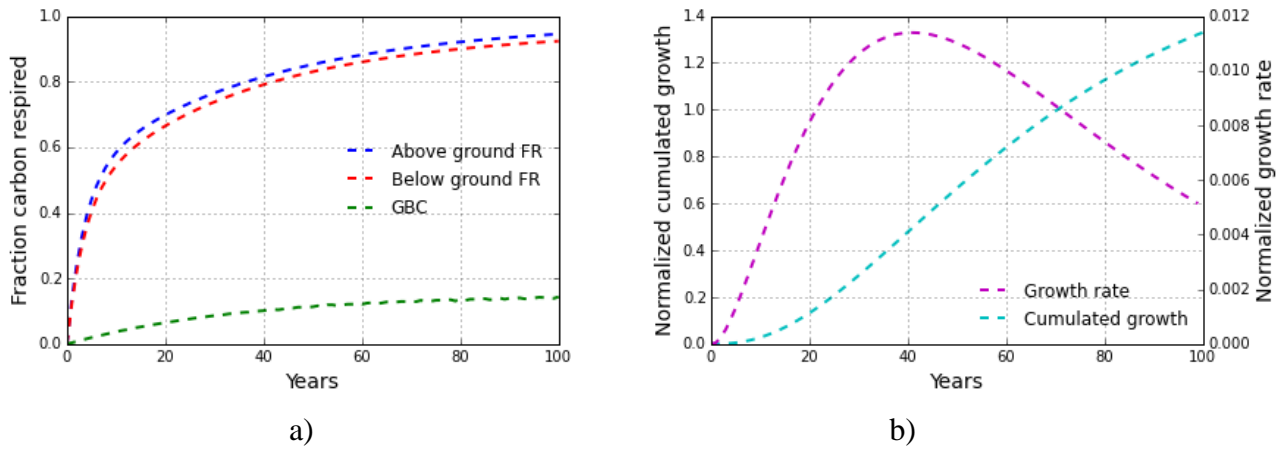 1.0
0.8
0.6
0.4
0.2
0.0
Fraction carbon respired
Above ground FR
Below ground FR
GBC
0 20 40 60 80 100
Years
a)
1.4
1.2
1.0
0.8
0.6
0.4
0.2
0.0
Normalized cumulated growth
Growth rate
Cumulated growth
0.012
0.010
0.008
0.006
0.004
0.002
0.000
Normalized growth rate
0 20 40 60 80 100
Years
b)